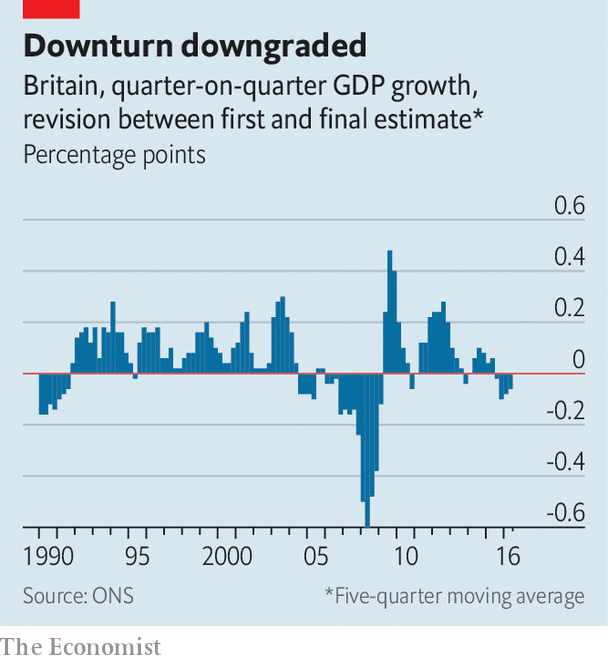 Downturn downgraded
Britain, quarter-on-quarter GDP growth,
revision between first and final estimate*
Percentage points
0.6
0.4
0.2
0
-0.2
-0.4
-0.6
1990 95 2000 05 10 16
Source: ONS *Five-quarter moving average
The Economist